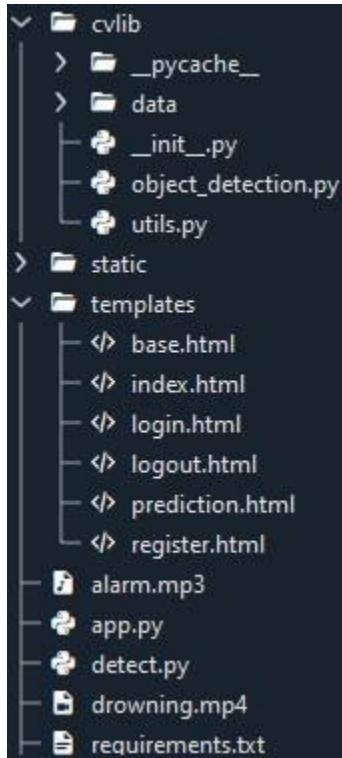 cvlib
__pycache__
data
__init__.py
object_detection.py
utils.py
static
templates
base.html
index.html
login.html
logout.html
prediction.html
register.html
alarm.mp3
app.py
detect.py
drowning.mp4
requirements.txt